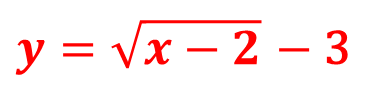 y = √(x − 2) − 3